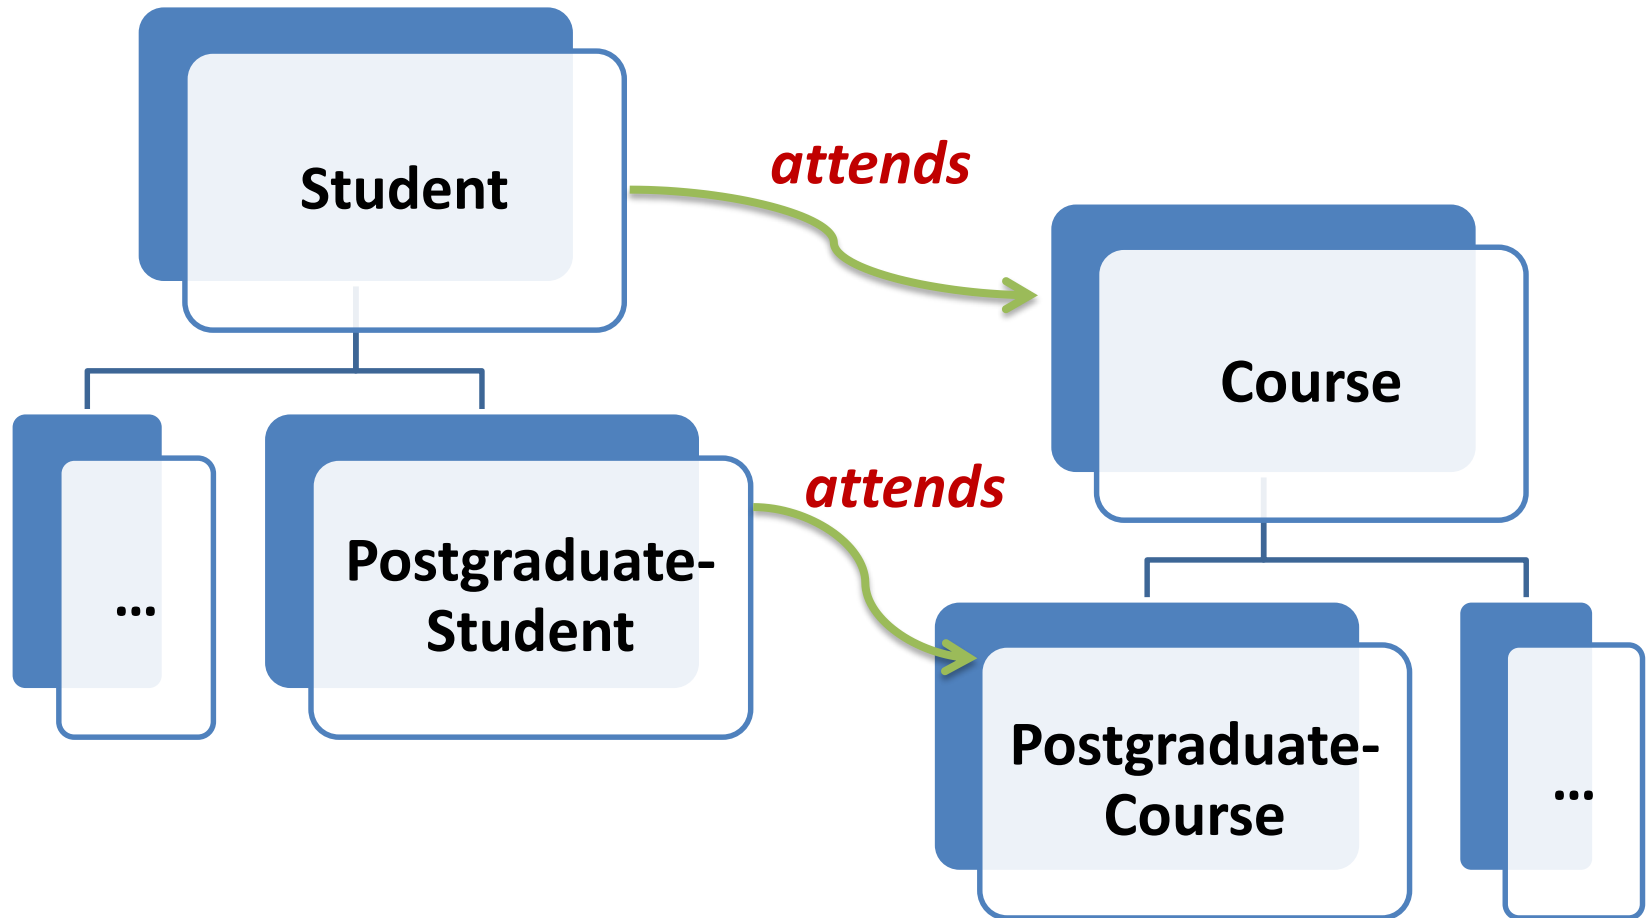 Student
attends
Course
...
Postgraduate-
Student
attends
Postgraduate-
Course
...